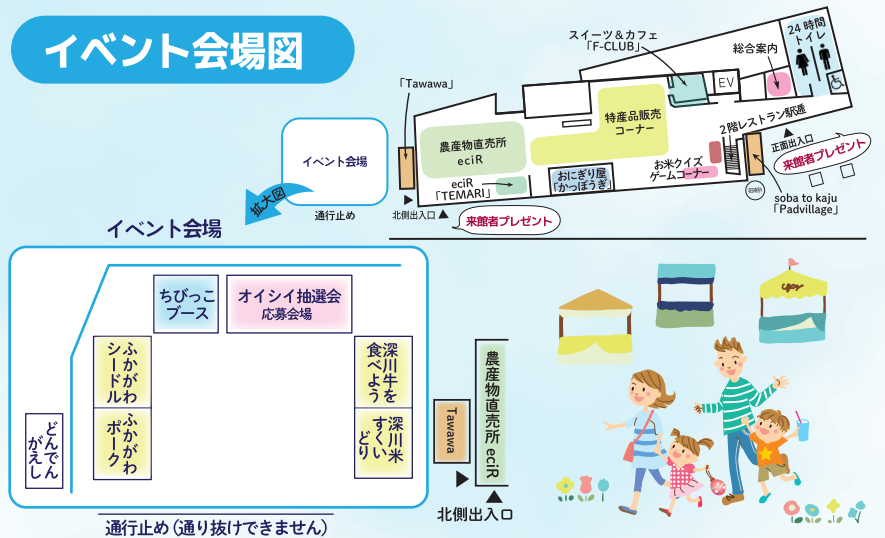 イベント会場図
スイーツ＆カフェ
「F-CLUB」
総合案内
24時間
トイレ
EV
「Tawawa」
特産品販売
コーナー
農産物直売所
eciR
イベント会場
2階レストラン駅逓
正面出入口
来館者プレゼント
お米クイズ
ゲームコーナー
おにぎり屋
「かっぽうぎ」
eciR
「TEMARI」
拡大図
通行止め
北側出入口
来館者プレゼント
soba to kaju
「Padvillage」
イベント会場
ちびっこ
ブース
オイシイ抽選会
応募会場
ふかがわ
シードル
ふかがわ
ポーク
深川牛を
食べよう
深川米
すくい
どり
どんでん
がえし
Tawawa
農産物直売所 eciR
北側出入口
通行止め（通り抜けできません）